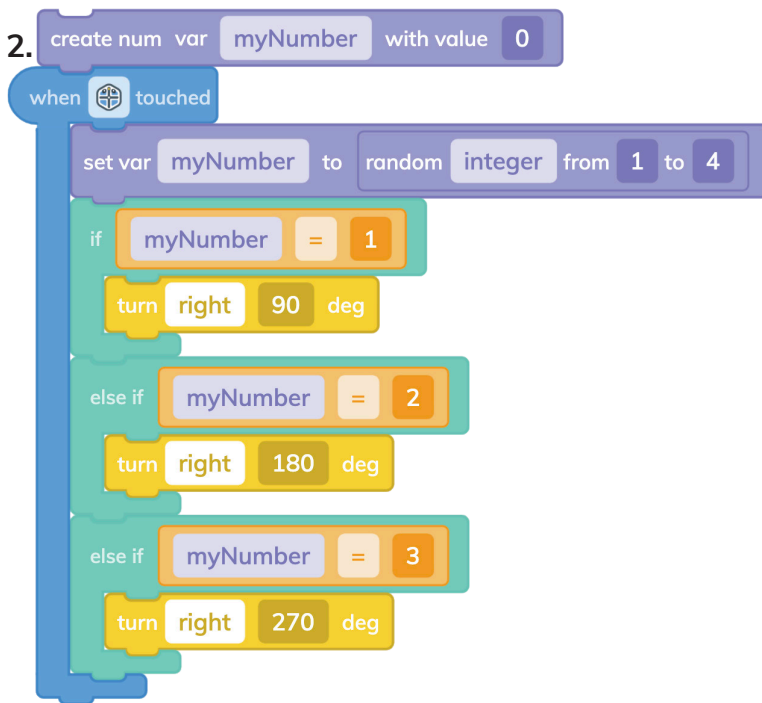 2. create num var myNumber with value 0
when touched
set var myNumber to random integer from 1 to 4
if myNumber = 1
turn right 90 deg
else if myNumber = 2
turn right 180 deg
else if myNumber = 3
turn right 270 deg